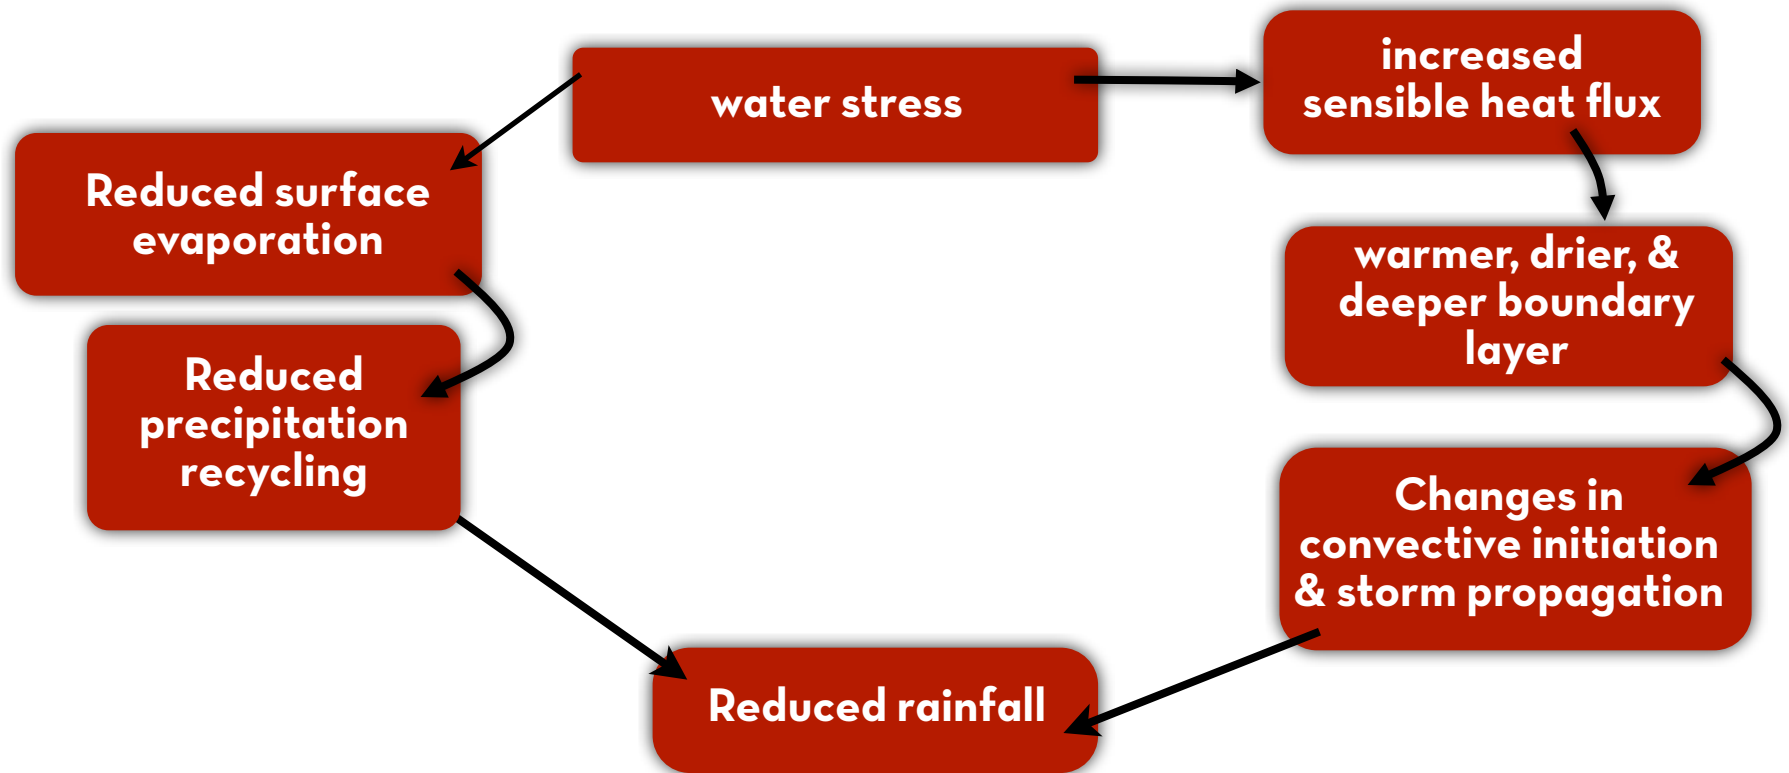 water stress
increased
sensible heat flux
Reduced surface
evaporation
warmer, drier, &
deeper boundary
layer
Reduced
precipitation
recycling
Changes in
convective initiation
& storm propagation
Reduced rainfall